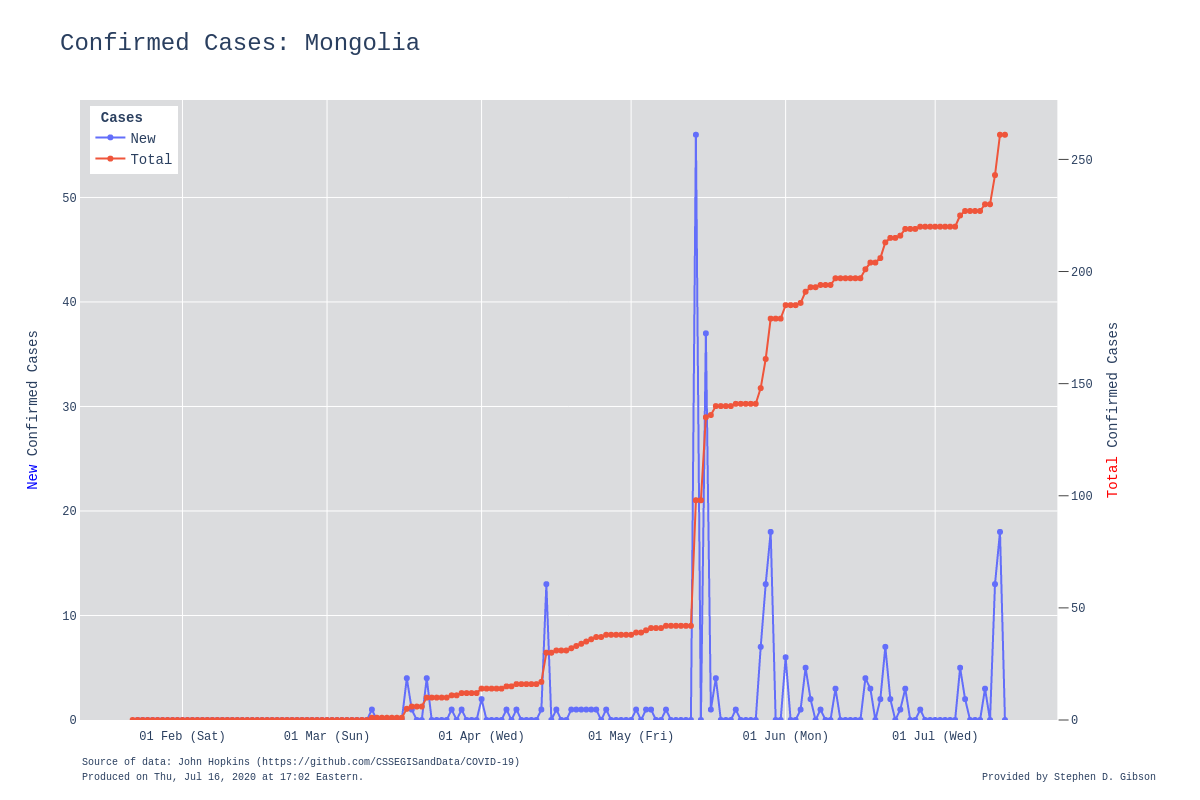 Confirmed Cases: Mongolia
Cases
New
Total
50
40
30
20
10
0
250
200
150
100
50
0
New Confirmed Cases
Total Confirmed Cases
01 Feb (Sat)
01 Mar (Sun)
01 Apr (Wed)
01 May (Fri)
01 Jun (Mon)
01 Jul (Wed)
Source of data: John Hopkins (https://github.com/CSSEGISandData/COVID-19)
Produced on Thu, Jul 16, 2020 at 17:02 Eastern.
Provided by Stephen D. Gibson